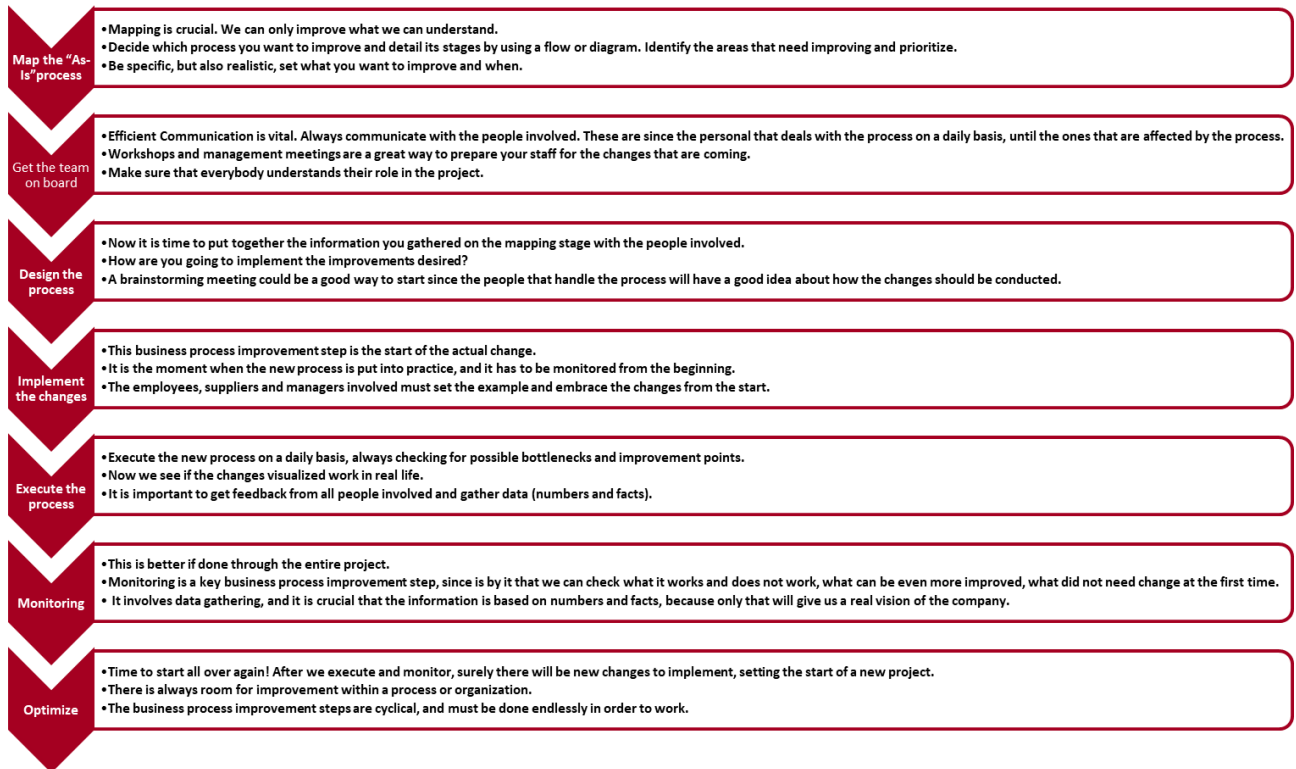 Map the "As-
Is"process
•Mapping is crucial. We can only improve what we can understand.
•Decide which process you want to improve and detail its stages by using a flow or diagram. Identify the areas that need improving and prioritize.
•Be specific, but also realistic, set what you want to improve and when.
Get the team
on board
•Efficient Communication is vital. Always communicate with the people involved. These are since the personal that deals with the process on a daily basis, until the ones that are affected by the process.
•Workshops and management meetings are a great way to prepare your staff for the changes that are coming.
•Make sure that everybody understands their role in the project.
Design the
process
•Now it is time to put together the information you gathered on the mapping stage with the people involved.
•How are you going to implement the improvements desired?
•A brainstorming meeting could be a good way to start since the people that handle the process will have a good idea about how the changes should be conducted.
Implement
the changes
•This business process improvement step is the start of the actual change.
•It is the moment when the new process is put into practice, and it has to be monitored from the beginning.
•The employees, suppliers and managers involved must set the example and embrace the changes from the start.
Execute the
process
•Execute the new process on a daily basis, always checking for possible bottlenecks and improvement points.
•Now we see if the changes visualized work in real life.
•It is important to get feedback from all people involved and gather data (numbers and facts).
Monitoring
•This is better if done through the entire project.
•Monitoring is a key business process improvement step, since is by it that we can check what it works and does not work, what can be even more improved, what did not need change at the first time.
• It involves data gathering, and it is crucial that the information is based on numbers and facts, because only that will give us a real vision of the company.
Optimize
•Time to start all over again! After we execute and monitor, surely there will be new changes to implement, setting the start of a new project.
•There is always room for improvement within a process or organization.
•The business process improvement steps are cyclical, and must be done endlessly in order to work.